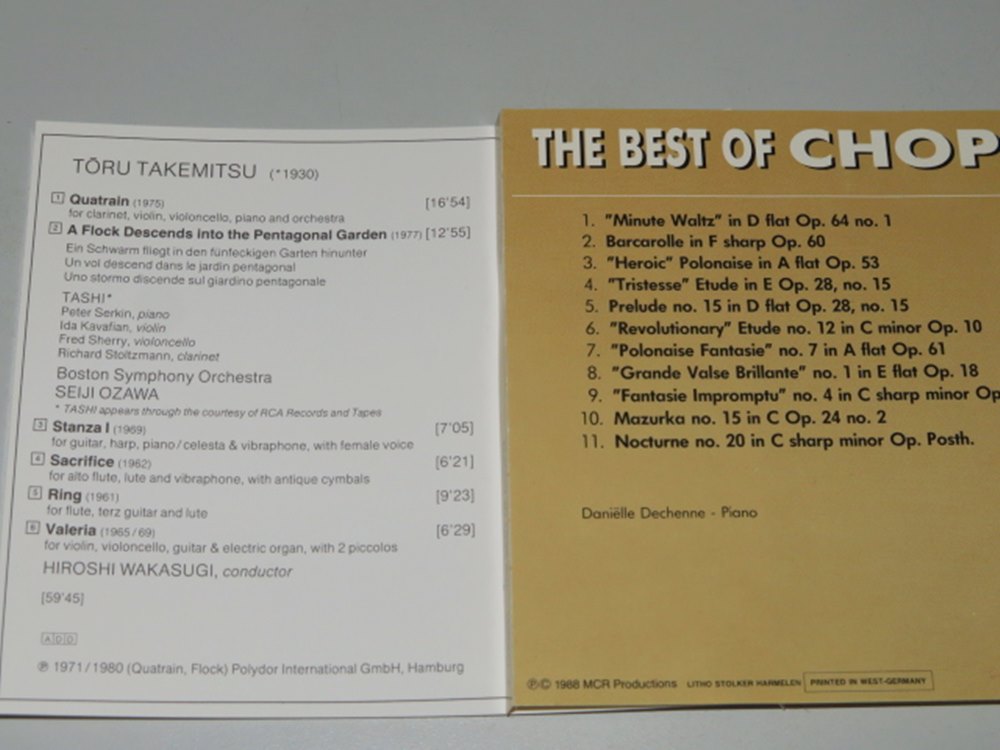 TŌRU TAKEMITSU (*1930)
1 Quatrain (1975) [16'54]
for clarinet, violin, violoncello, piano and orchestra
2 A Flock Descends into the Pentagonal Garden (1977) [12'55]
Ein Schwarm fliegt in den fünfeckigen Garten hinunter
Un vol descend dans le jardin pentagonal
Uno stormo discende sul giardino pentagonale
TASHI*
Peter Serkin, piano
Ida Kavafian, violin
Fred Sherry, violoncello
Richard Stoltzmann, clarinet
Boston Symphony Orchestra
SEIJI OZAWA
* TASHI appears through the courtesy of RCA Records and Tapes
3 Stanza I (1969) [7'05]
for guitar, harp, piano/celesta & vibraphone, with female voice
4 Sacrifice (1962) [6'21]
for alto flute, lute and vibraphone, with antique cymbals
5 Ring (1961) [9'23]
for flute, terz guitar and lute
6 Valeria (1965/69) [6'29]
for violin, violoncello, guitar & electric organ, with 2 piccolos
HIROSHI WAKASUGI, conductor
[59'45]
ADD
℗ 1971/1980 (Quatrain, Flock) Polydor International GmbH, Hamburg
THE BEST OF CHOP
1. "Minute Waltz" in D flat Op. 64 no. 1
2. Barcarolle in F sharp Op. 60
3. "Heroic" Polonaise in A flat Op. 53
4. "Tristesse" Etude in E Op. 28, no. 15
5. Prelude no. 15 in D flat Op. 28, no. 15
6. "Revolutionary" Etude no. 12 in C minor Op. 10
7. "Polonaise Fantasie" no. 7 in A flat Op. 61
8. "Grande Valse Brillante" no. 1 in E flat Op. 18
9. "Fantasie Impromptu" no. 4 in C sharp minor Op
10. Mazurka no. 15 in C Op. 24 no. 2
11. Nocturne no. 20 in C sharp minor Op. Posth.
Daniëlle Dechenne - Piano
℗© 1988 MCR Productions LITHO STOLKER HARMELEN PRINTED IN WEST-GERMANY